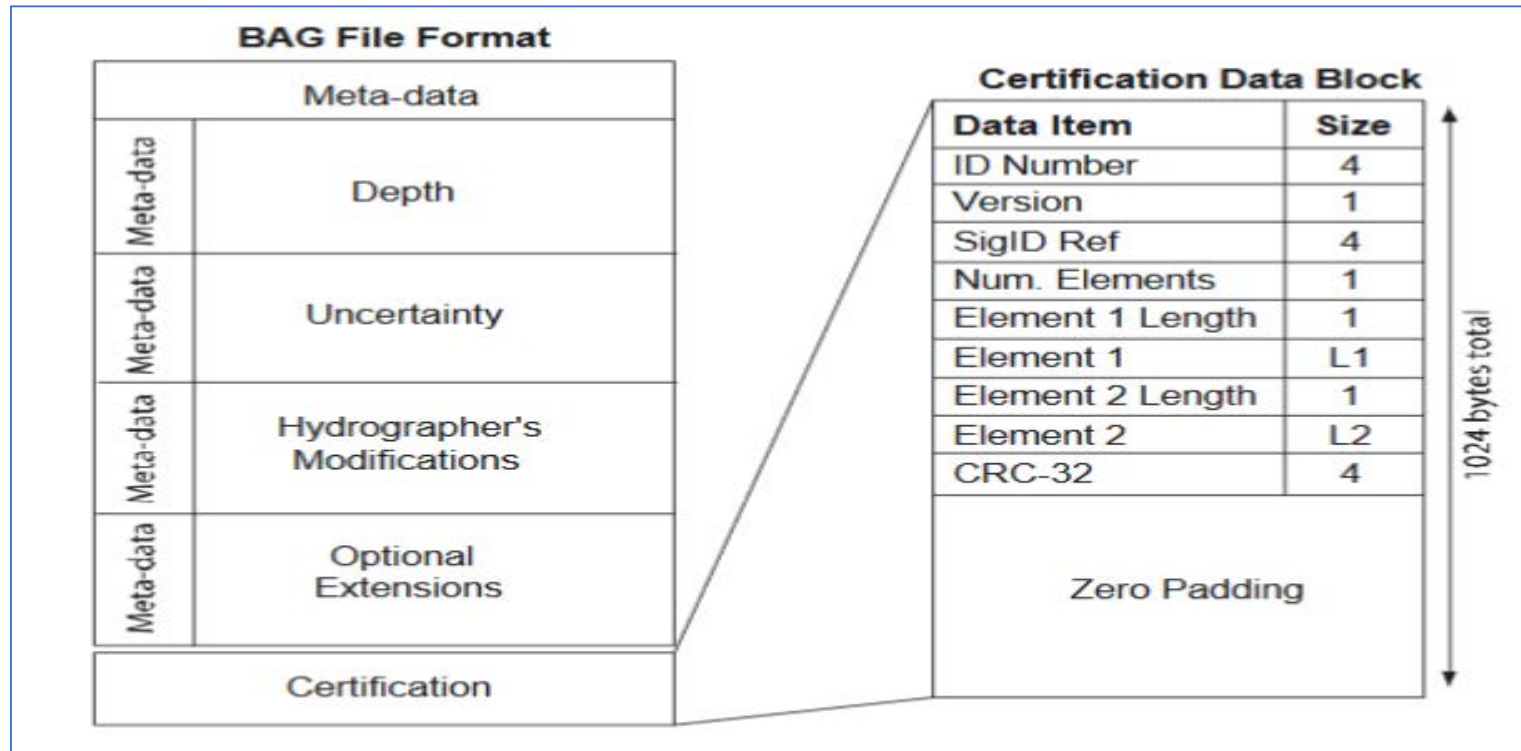 BAG File Format
Meta-data
Meta-data
Depth
Meta-data
Uncertainty
Meta-data
Hydrographer's
Modifications
Meta-data
Optional
Extensions
Certification
Certification Data Block
Data Item Size
ID Number 4
Version 1
SigID Ref 4
Num. Elements 1
Element 1 Length 1
Element 1 L1
Element 2 Length 1
Element 2 L2
CRC-32 4
Zero Padding
1024 bytes total